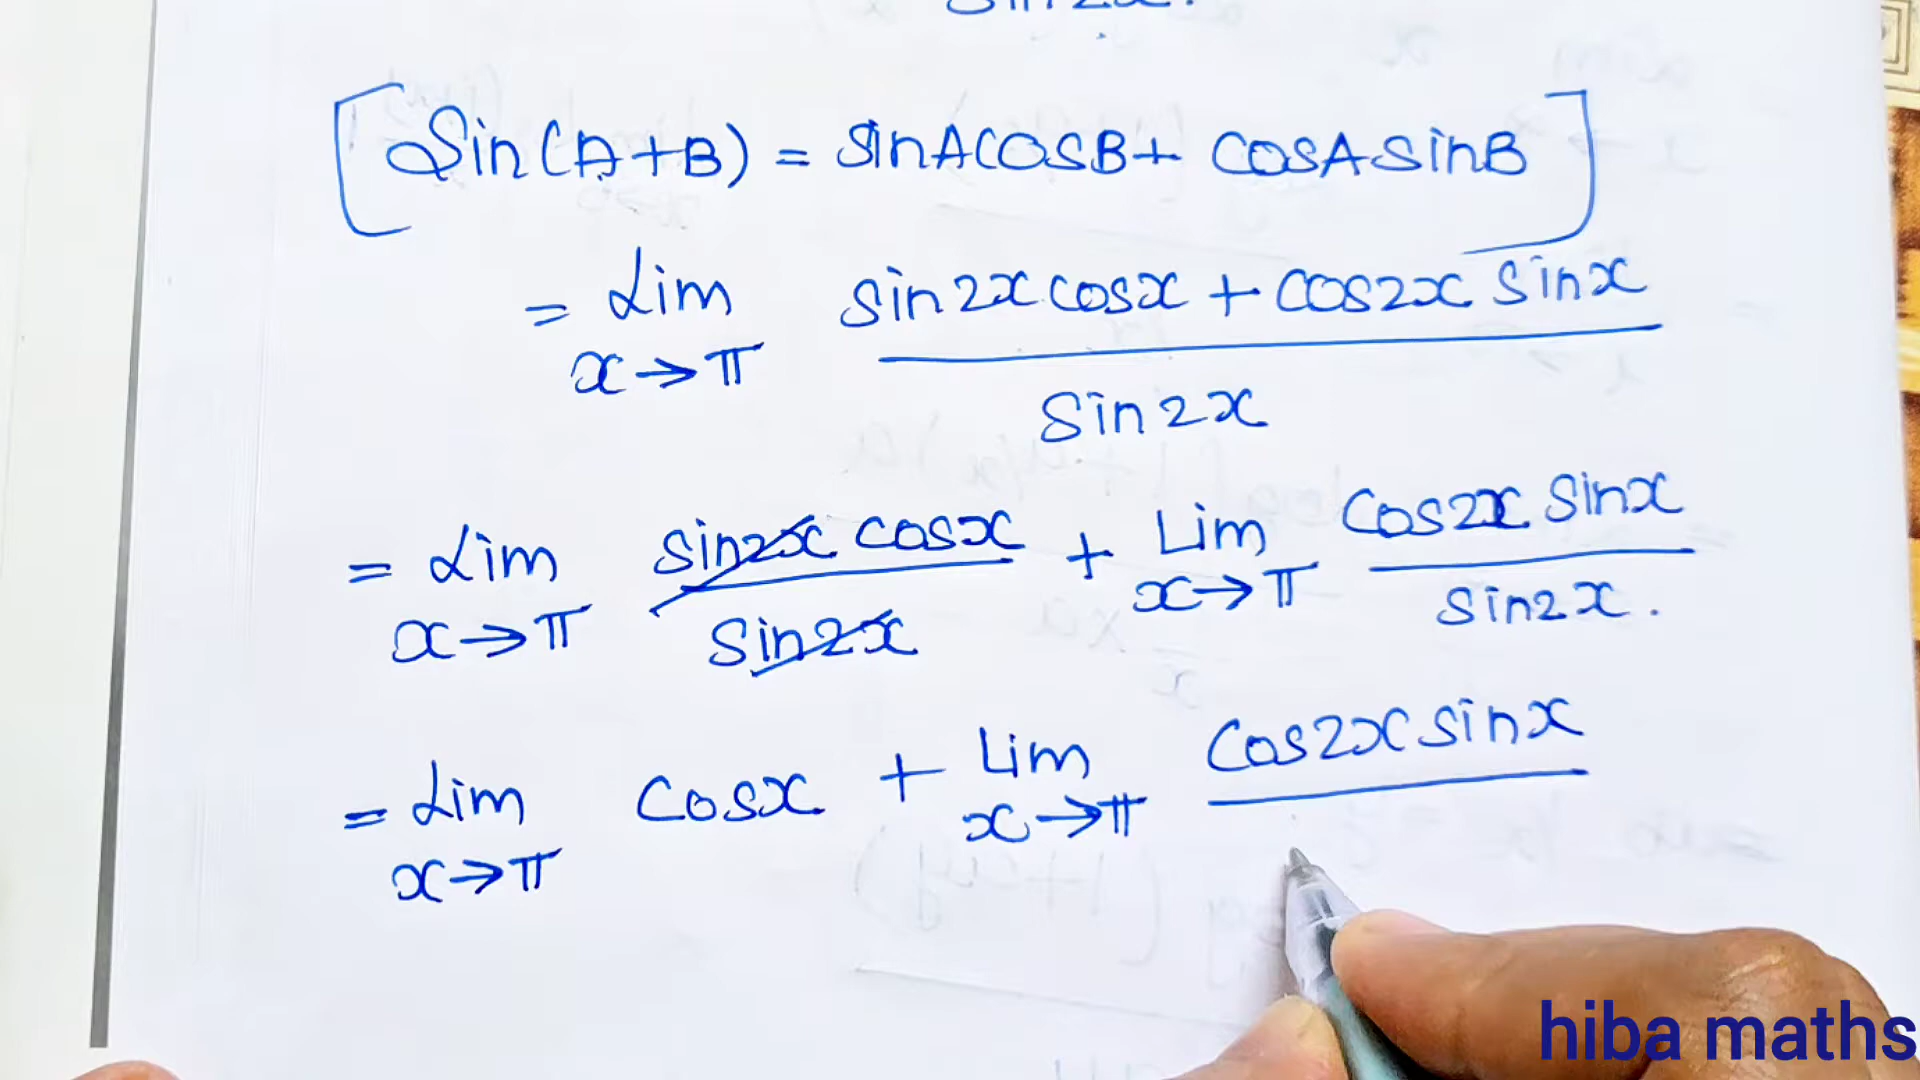 Sin2x.
[Sin(A+B) = SinACOSB + COSASinB]
= Lim sin2x cosx + cos2x sinx
x→π sin2x
= Lim sin2x cosx + Lim cos2x sinx
x→π sin2x x→π sin2x.
= Lim cosx + Lim cos2x sinx
x→π x→π
hiba maths